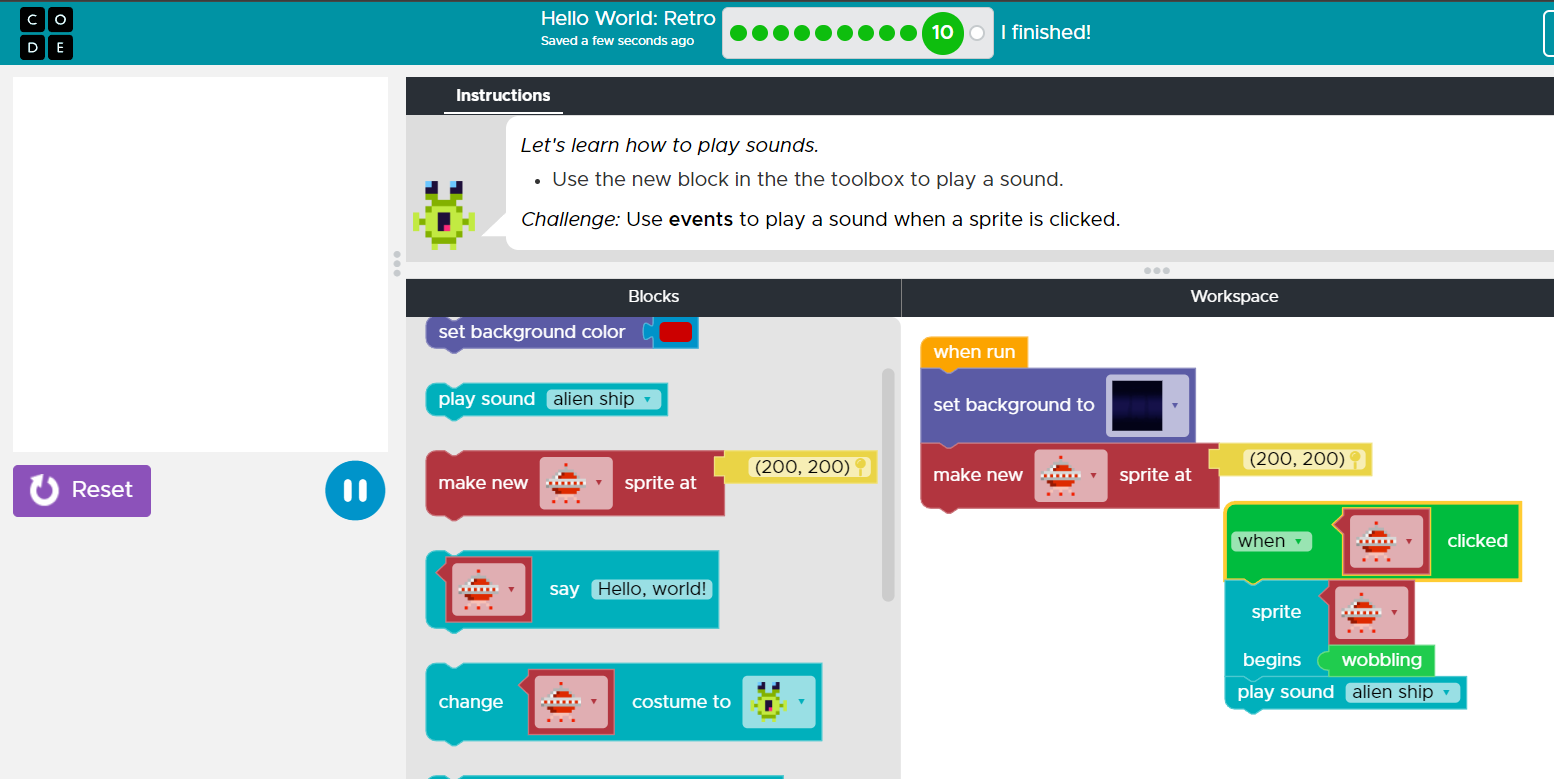 C O
D E
Hello World: Retro
Saved a few seconds ago
10
I finished!
Instructions
Let's learn how to play sounds.
• Use the new block in the the toolbox to play a sound.
Challenge: Use events to play a sound when a sprite is clicked.
Reset
Blocks
Workspace
set background color
play sound alien ship
make new sprite at (200, 200)
say Hello, world!
change costume to
when run
set background to
make new sprite at (200, 200)
when clicked
sprite
begins wobbling
play sound alien ship